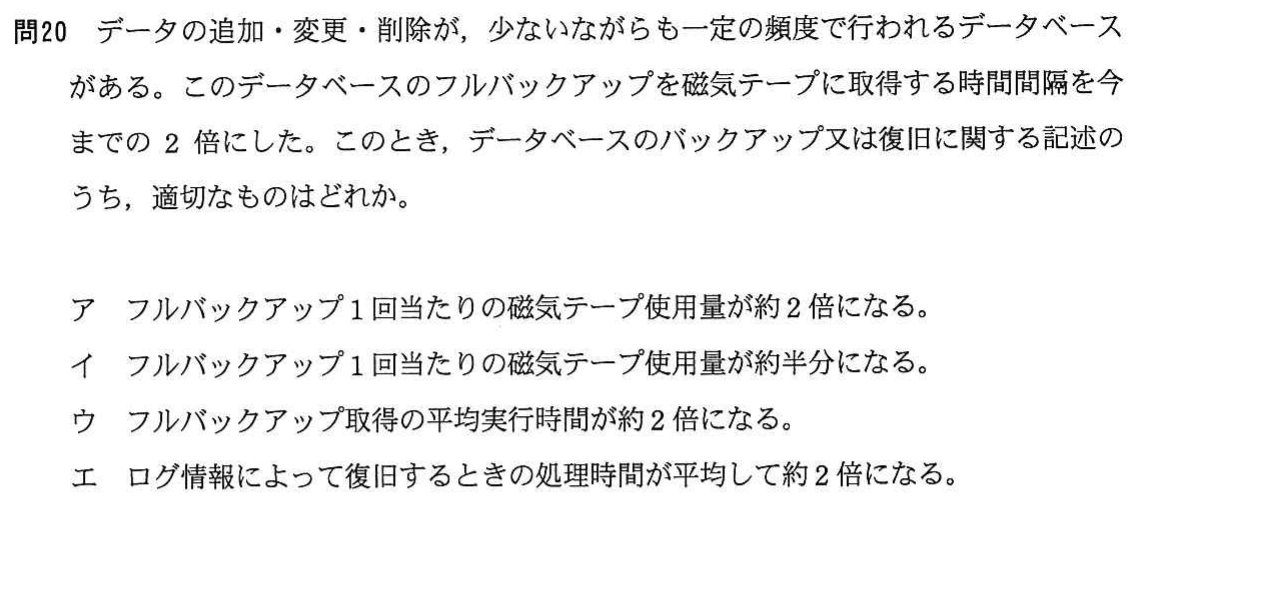 問20　データの追加・変更・削除が，少ないながらも一定の頻度で行われるデータベース
がある。このデータベースのフルバックアップを磁気テープに取得する時間間隔を今
までの 2 倍にした。このとき，データベースのバックアップ又は復旧に関する記述の
うち，適切なものはどれか。
ア　フルバックアップ 1 回当たりの磁気テープ使用量が約 2 倍になる。
イ　フルバックアップ 1 回当たりの磁気テープ使用量が約半分になる。
ウ　フルバックアップ取得の平均実行時間が約 2 倍になる。
エ　ログ情報によって復旧するときの処理時間が平均して約 2 倍になる。